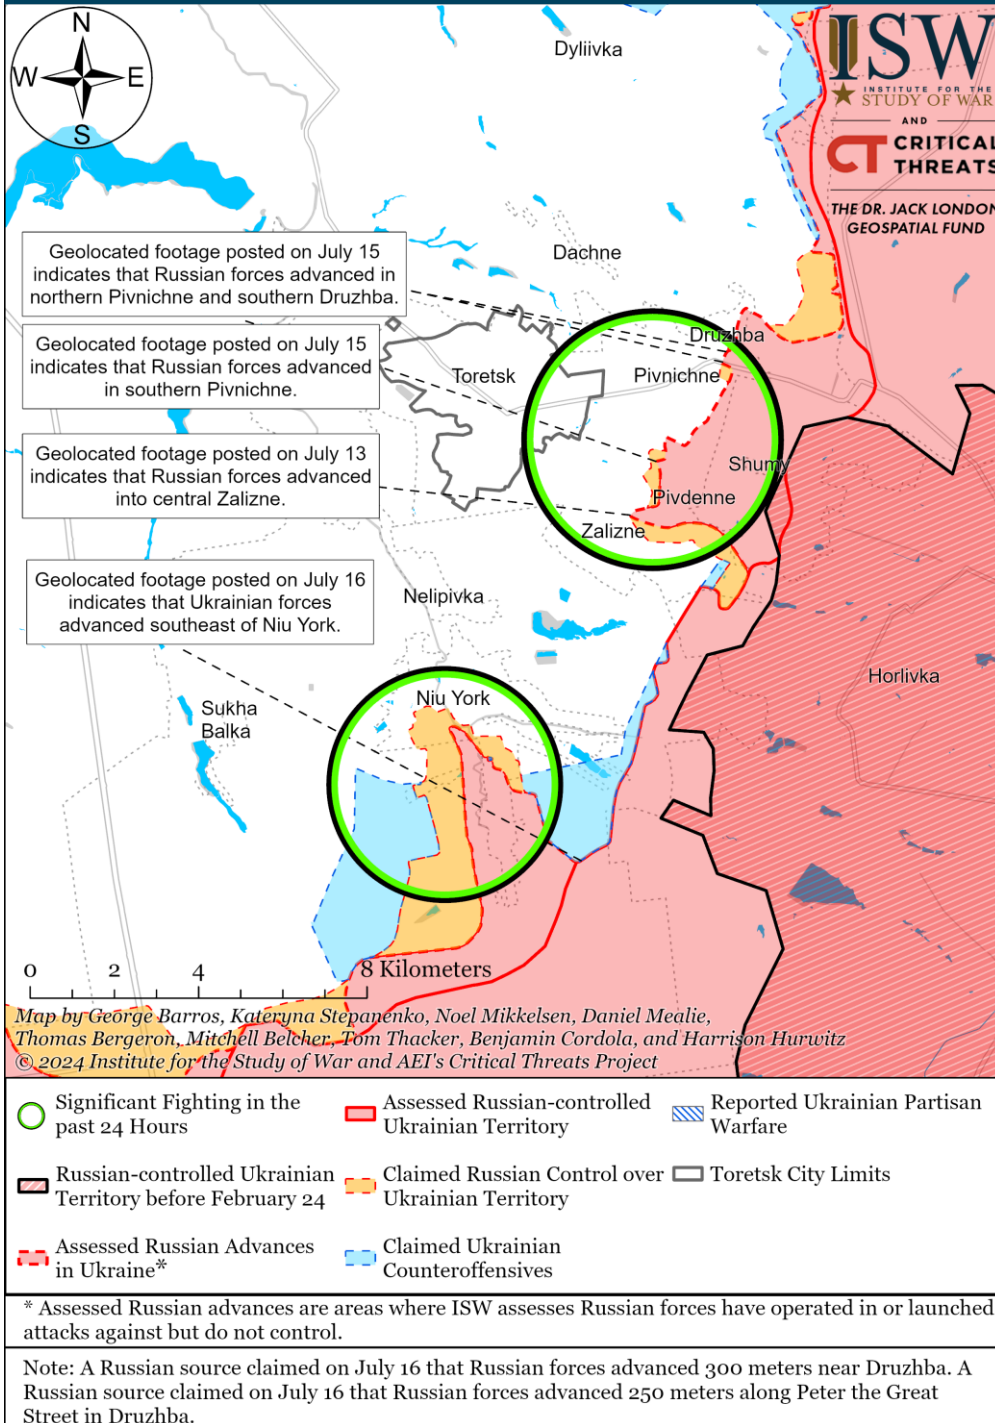 N
W
E
S
Dyliivka
ISW
INSTITUTE FOR THE
STUDY OF WAR
AND
CT CRITICAL
THREATS
THE DR. JACK LONDON
GEOSPATIAL FUND
Dachne
Geolocated footage posted on July 15
indicates that Russian forces advanced in
northern Pivnichne and southern Druzhba.
Geolocated footage posted on July 15
indicates that Russian forces advanced
in southern Pivnichne.
Geolocated footage posted on July 13
indicates that Russian forces advanced
into central Zalizne.
Geolocated footage posted on July 16
indicates that Ukrainian forces
advanced southeast of Niu York.
Druzhba
Toretsk
Pivnichne
Shumy
Pivdenne
Zalizne
Nelipivka
Horlivka
Niu York
Sukha
Balka
0 2 4 8 Kilometers
Map by George Barros, Kateryna Stepanenko, Noel Mikkelsen, Daniel Mealie,
Thomas Bergeron, Mitchell Belcher, Tom Thacker, Benjamin Cordola, and Harrison Hurwitz
© 2024 Institute for the Study of War and AEI's Critical Threats Project
Significant Fighting in the
past 24 Hours
Russian-controlled Ukrainian
Territory before February 24
Assessed Russian Advances
in Ukraine*
Assessed Russian-controlled
Ukrainian Territory
Claimed Russian Control over
Ukrainian Territory
Claimed Ukrainian
Counteroffensives
Reported Ukrainian Partisan
Warfare
Toretsk City Limits
* Assessed Russian advances are areas where ISW assesses Russian forces have operated in or launched
attacks against but do not control.
Note: A Russian source claimed on July 16 that Russian forces advanced 300 meters near Druzhba. A
Russian source claimed on July 16 that Russian forces advanced 250 meters along Peter the Great
Street in Druzhba.